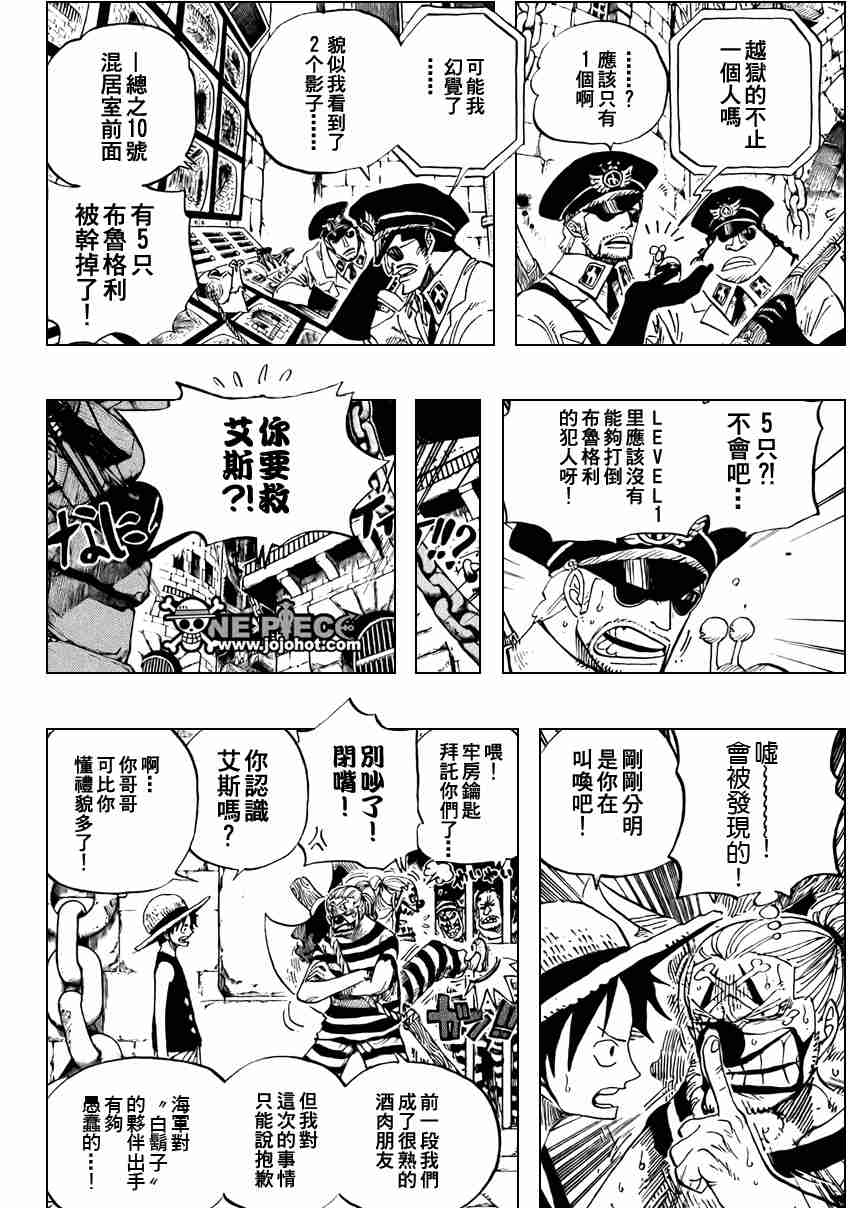 越獄的不止
一個人嗎
……?
應該只有
1個啊
可能我
幻覺了
……
貌似我看到了
2个影子……
—總之10號
混居室前面
有5只
布魯格利
被幹掉了!
5只?!
不會吧…
LEVEL1
里應該沒有
能夠打倒
布魯格利
的犯人呀!
!!?
你要救
艾斯?!
なにィ
ONE PIECE
www.jojohot.com
噓~~~!
會被發現的!
剛剛分明
是你在
叫喚吧!
喂!
牢房鑰匙
拜託你們了…
別吵了!
閉嘴!
你認識
艾斯嗎?
啊…
你哥哥
可比你
懂禮貌多了!
ガン!!
前一段我們
成了很熟的
酒肉朋友
但我對
這次的事情
只能說抱歉
海軍對
"白鬍子"
的夥伴出手
有夠
愚蠢的…!